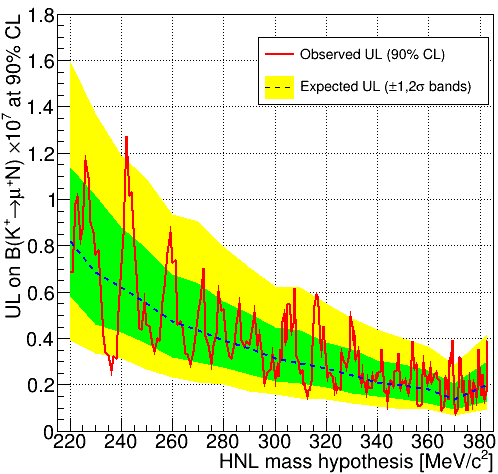 UL on B(K⁺→μ⁺N) ×10⁷ at 90% CL
1.8
1.6
1.4
1.2
1
0.8
0.6
0.4
0.2
0
Observed UL (90% CL)
Expected UL (±1,2σ bands)
220 240 260 280 300 320 340 360 380
HNL mass hypothesis [MeV/c²]